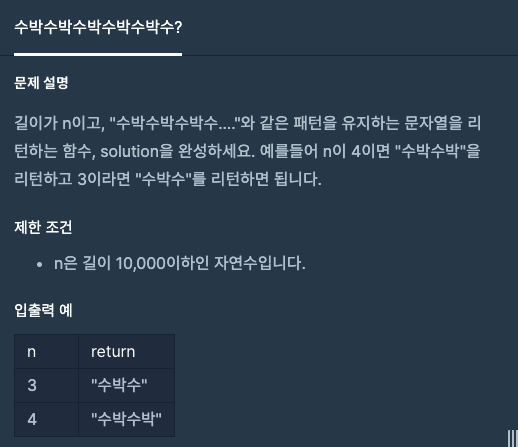 수박수박수박수박수박수?
문제 설명
길이가 n이고, "수박수박수박수...."와 같은 패턴을 유지하는 문자열을 리
턴하는 함수, solution을 완성하세요. 예를들어 n이 4이면 "수박수박"을
리턴하고 3이라면 "수박수"를 리턴하면 됩니다.
제한 조건
• n은 길이 10,000이하인 자연수입니다.
입출력 예
n return
3 "수박수"
4 "수박수박"